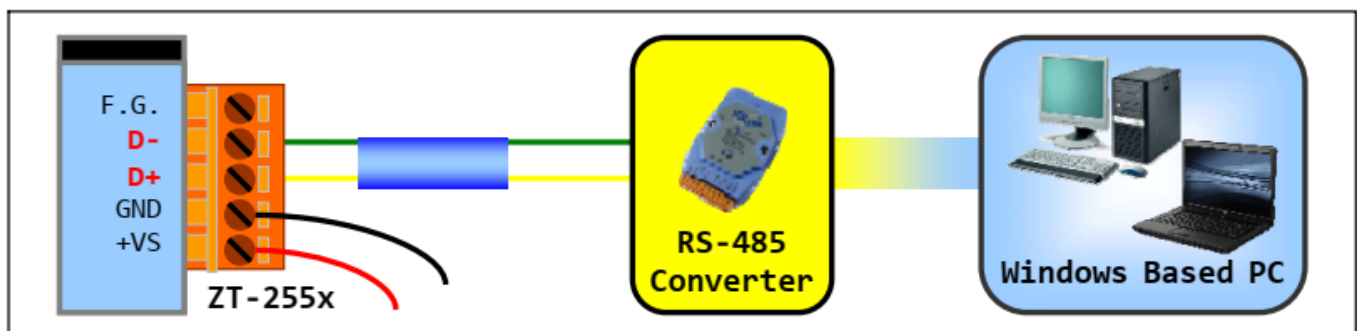 F.G.
D-
D+
GND
+VS
ZT-255x
RS-485
Converter
Windows Based PC